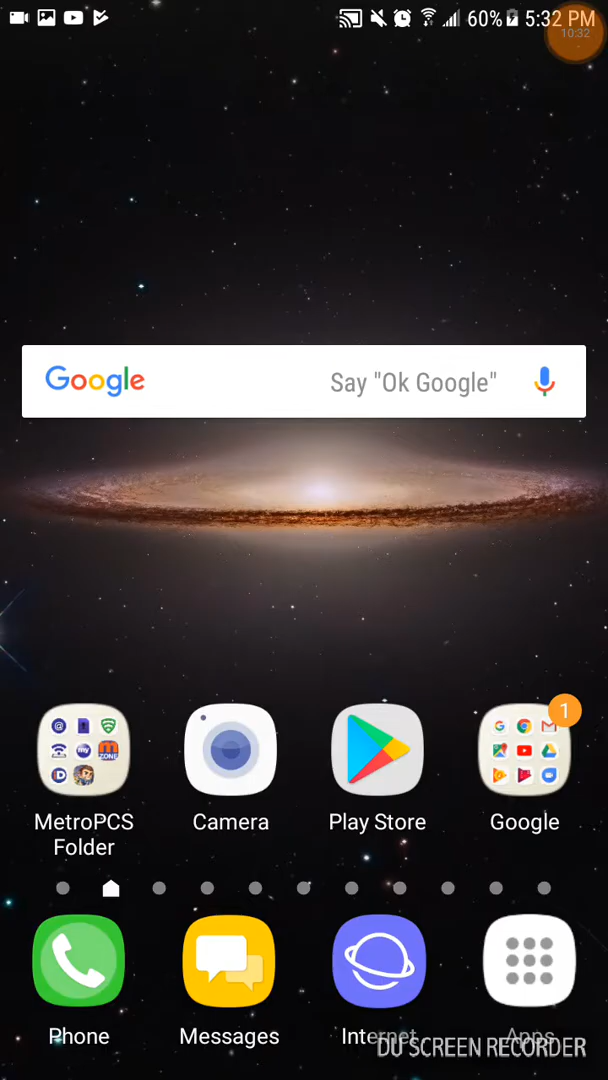 60% 5:32 PM
10:32
Google Say "Ok Google"
1
MetroPCS Folder
Camera
Play Store
Google
Phone
Messages
Internet
Apps
DU SCREEN RECORDER